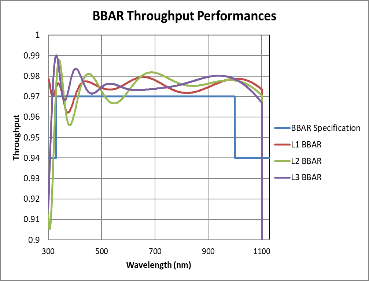 BBAR Throughput Performances
1
0.99
0.98
0.97
0.96
0.95
0.94
0.93
0.92
0.91
0.9
Throughput
300
500
700
900
1100
Wavelength (nm)
BBAR Specification
L1 BBAR
L2 BBAR
L3 BBAR